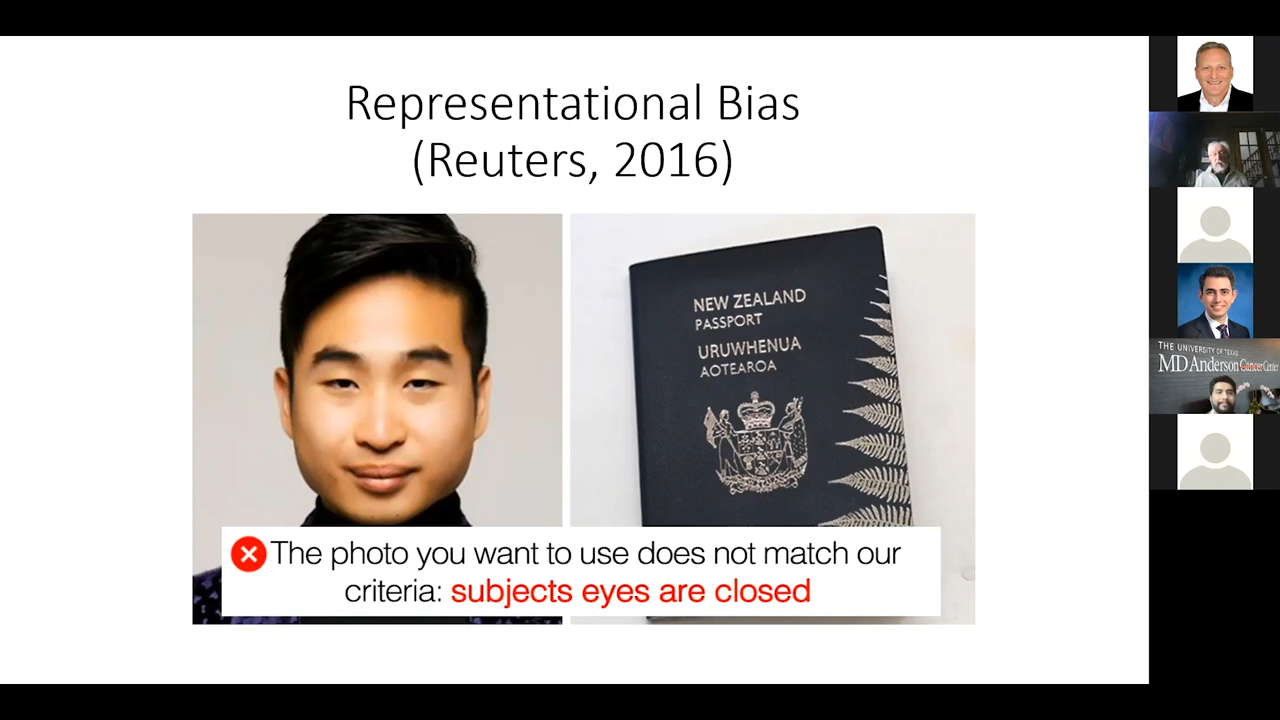 Representational Bias
(Reuters, 2016)
NEW ZEALAND
PASSPORT
URUWHENUA
AOTEAROA
The photo you want to use does not match our
criteria: subjects eyes are closed
THE UNIVERSITY OF TEXAS
MD Anderson Cancer Center